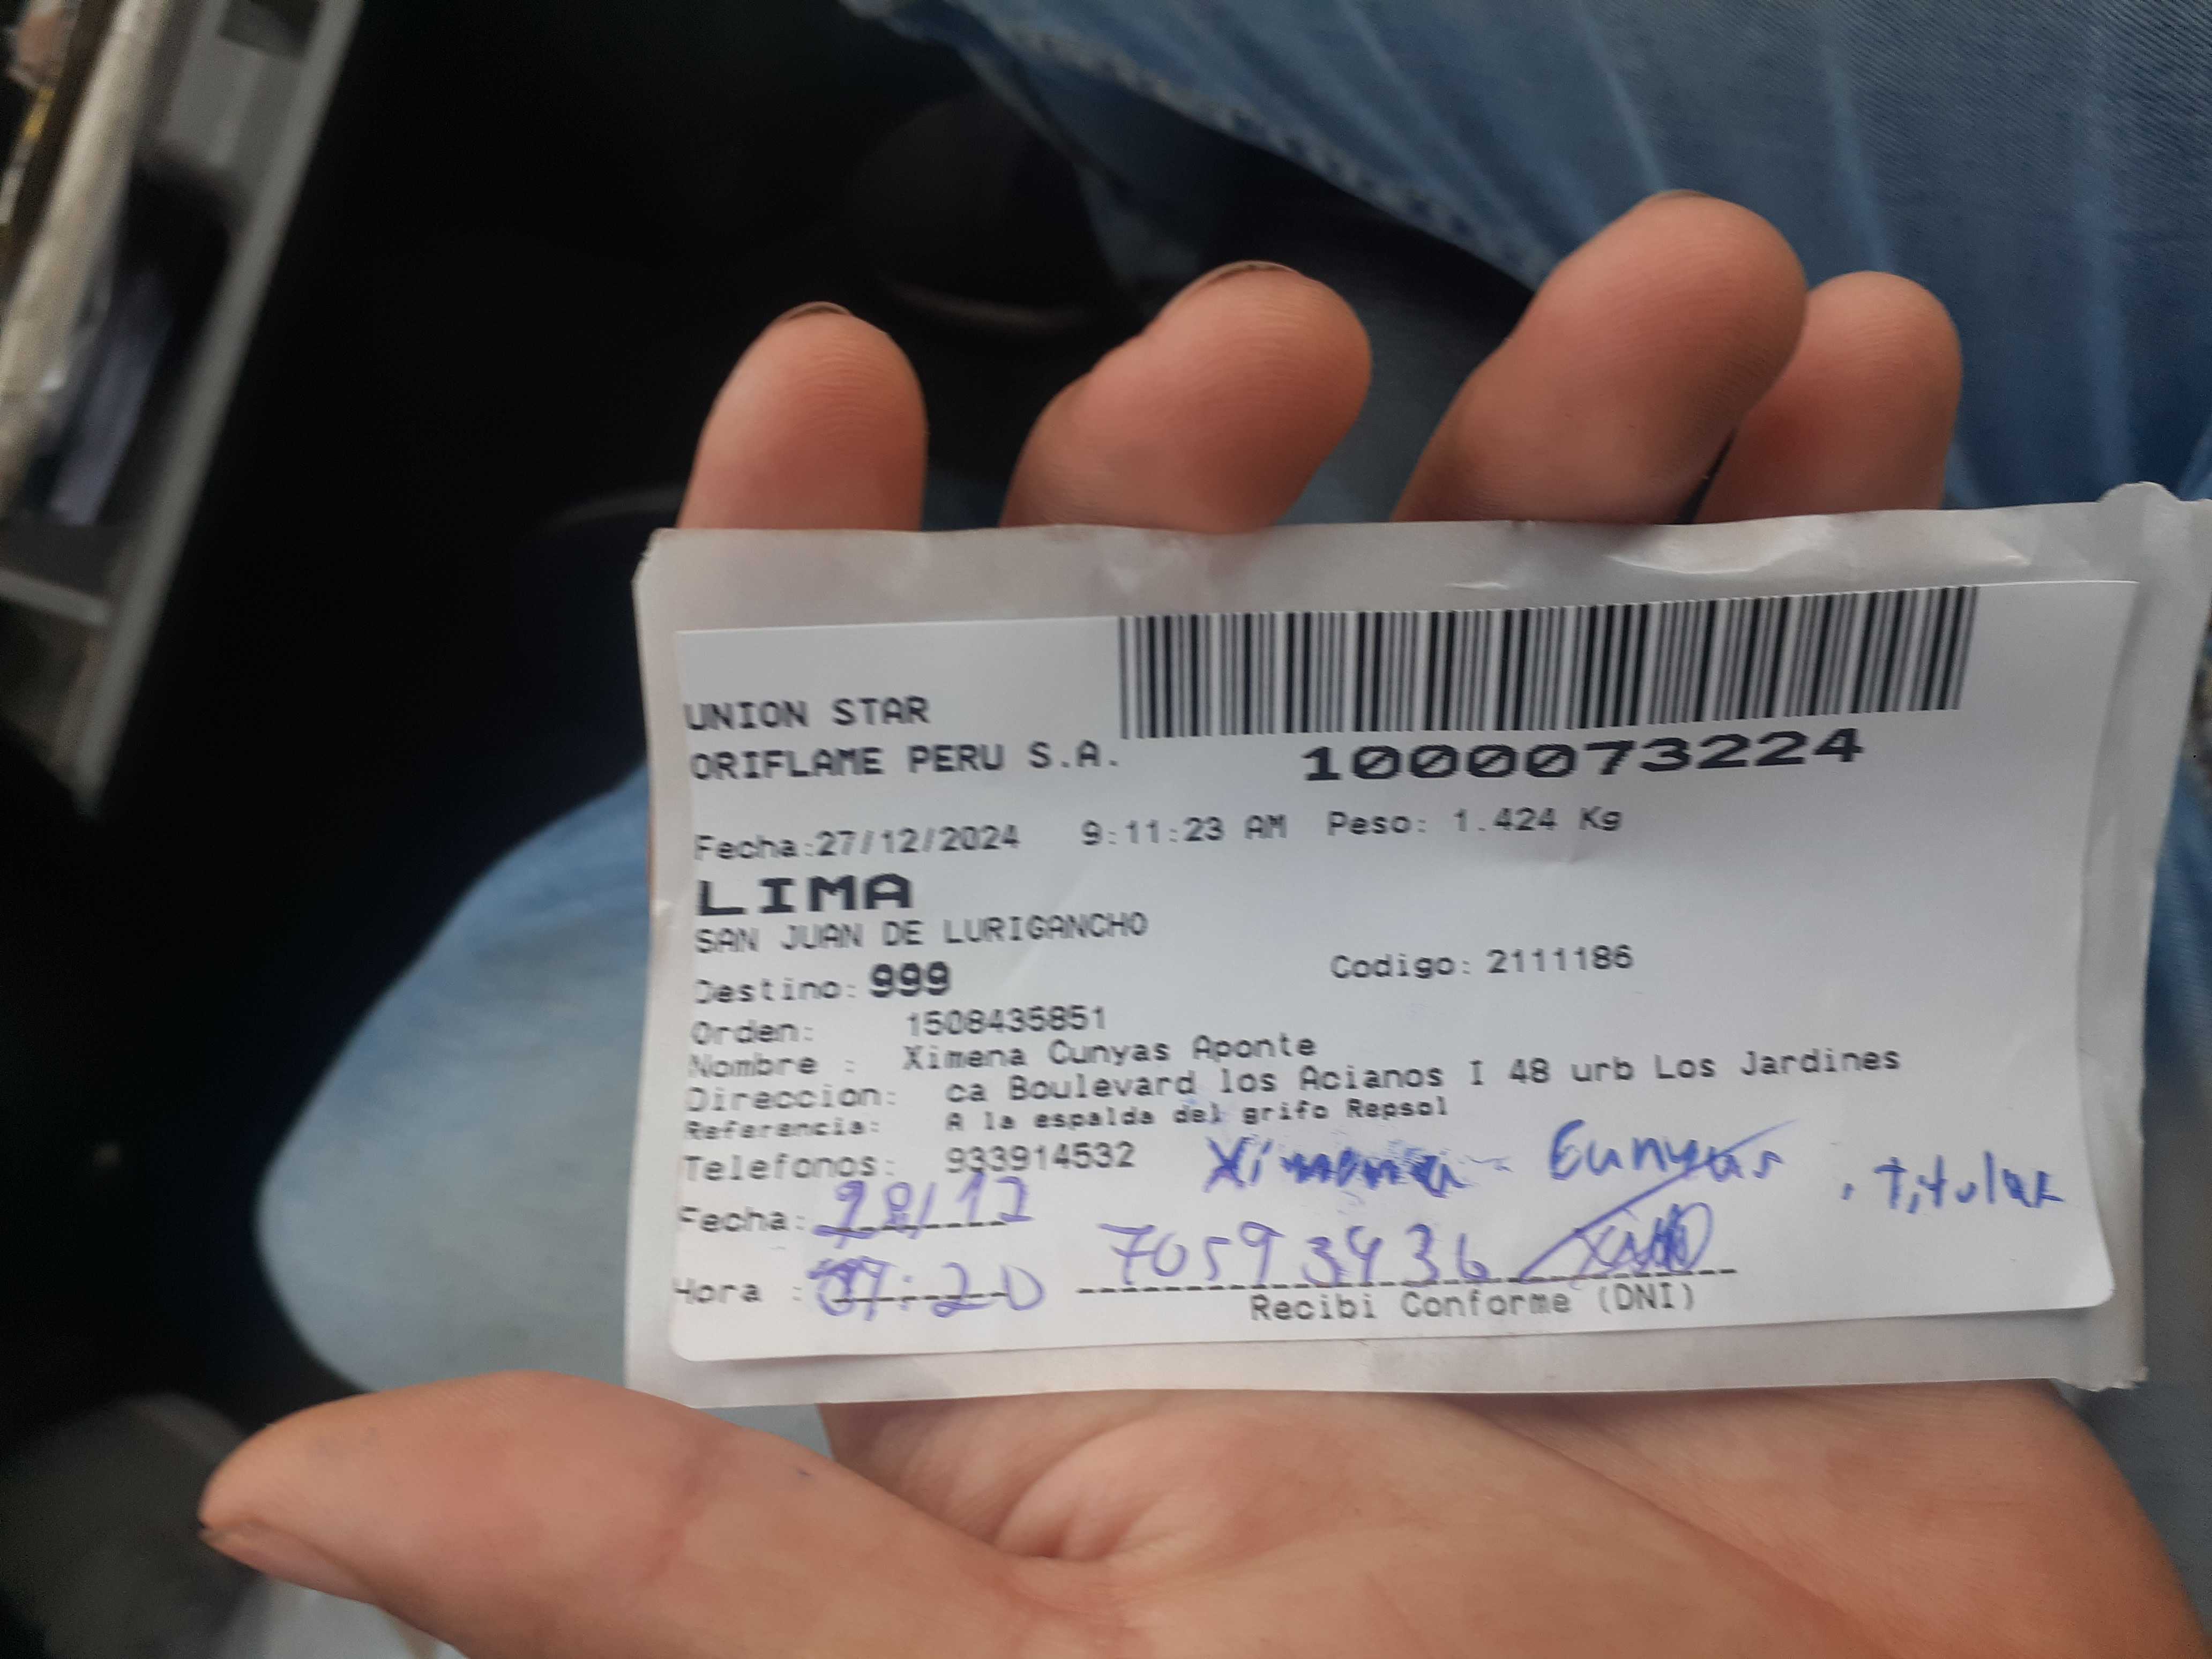 UNION STAR
ORIFLAME PERU S.A.
1000073224
Fecha:27/12/2024 9:11:23 AM Peso: 1.424 Kg
LIMA
SAN JUAN DE LURIGANCHO
Destino: 999 Codigo: 2111186
Orden: 1508435851
Nombre : Ximena Cunyas Aponte
Direccion: ca Boulevard los Acianos I 48 urb Los Jardines
Referencia: A la espalda del grifo Repsol
Telefonos: 933914532 Ximena Cunyas , titular
Fecha: 28/12
Hora : :20 70593436
Recibi Conforme (DNI)